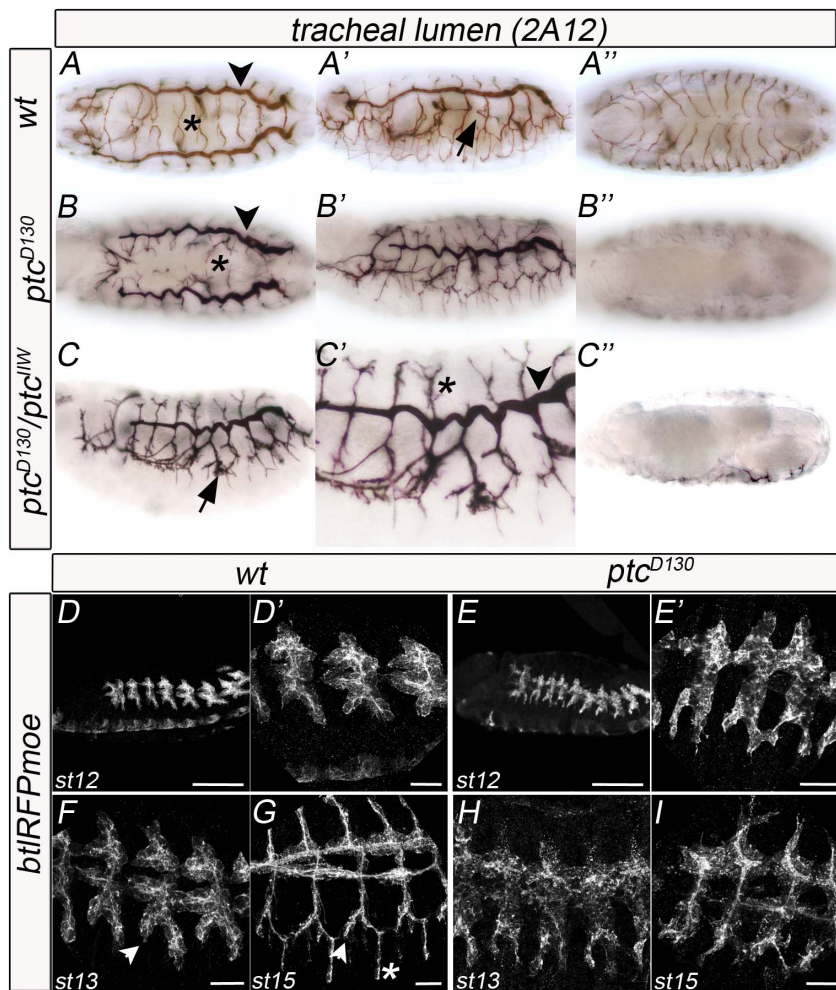 tracheal lumen (2A12)
wt
A
A'
A''
ptc^D130
B
B'
B''
ptc^D130/ptc^IIW
C
C'
C''
wt
ptc^D130
btlRFPmoe
D
st12
D'
E
st12
E'
F
st13
G
st15
H
st13
I
st15